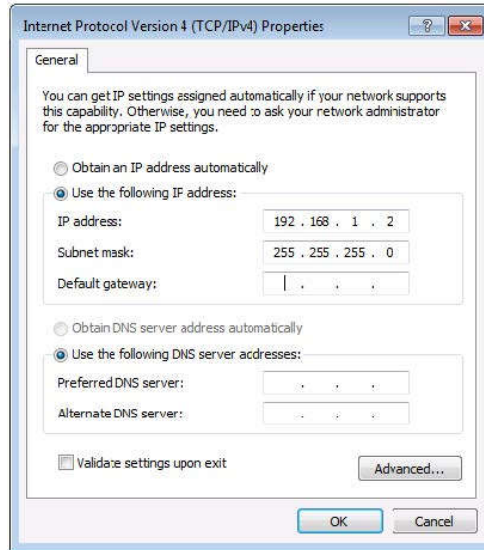 Internet Protocol Version 4 (TCP/IPv4) Properties
General
You can get IP settings assigned automatically if your network supports
this capability. Otherwise, you need to ask your network administrator
for the appropriate IP settings.
Obtain an IP address automatically
Use the following IP address:
IP address: 192 . 168 . 1 . 2
Subnet mask: 255 . 255 . 255 . 0
Default gateway: . . .
Obtain DNS server address automatically
Use the following DNS server addresses:
Preferred DNS server: . . .
Alternate DNS server: . . .
Validate settings upon exit
Advanced...
OK Cancel